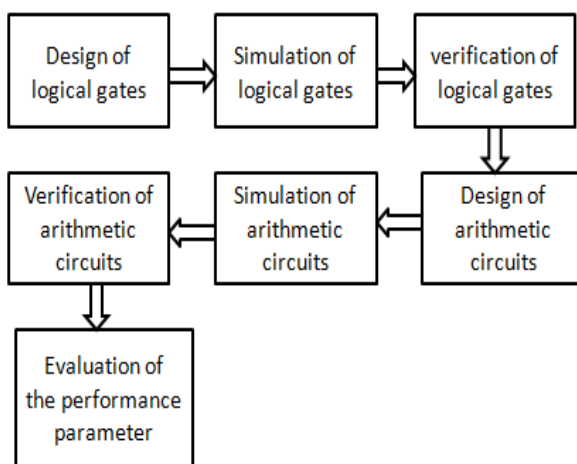 Design of
logical gates
Simulation of
logical gates
verification of
logical gates
Design of
arithmetic
circuits
Simulation of
arithmetic
circuits
Verification of
arithmetic
circuits
Evaluation of
the performance
parameter